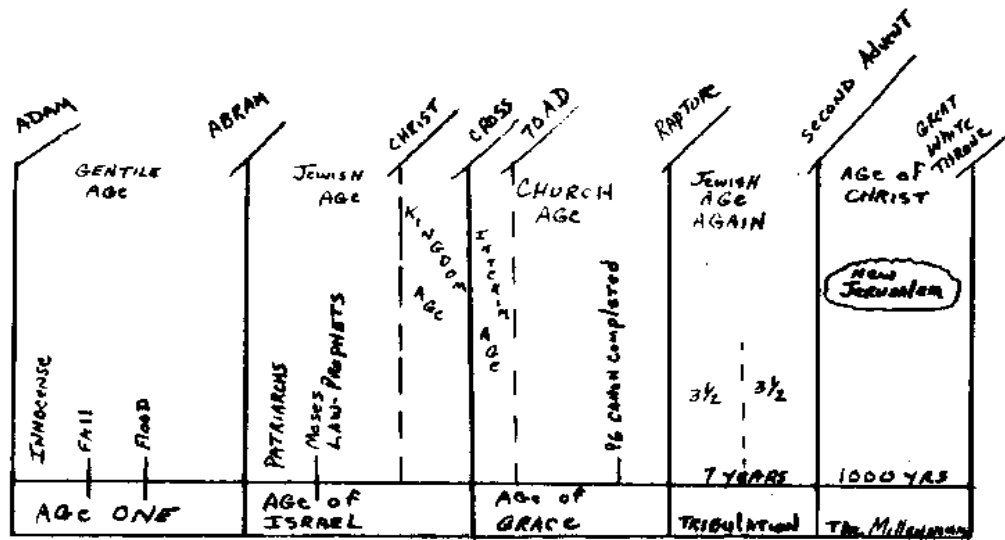 ADAM
ABRAM
CHRIST
CROSS
70 A.D
RAPTURE
SECOND ADVENT
GREAT
WHITE
THRONE
GENTILE
AGE
JEWISH
AGE
KINGDOM
AGE
INTERIM
AGE
CHURCH
AGE
JEWISH
AGE
AGAIN
AGE of
CHRIST
NEW
JERUSALEM
INNOCENSE
FALL
FLOOD
PATRIARCHS
MOSES
LAW-PROPHETS
96 CANON COMPLETED
3½
3½
7 YEARS
1000 YRS
AGE ONE
AGE OF
ISRAEL
AGE OF
GRACE
TRIBULATION
THE MILLENNIUM